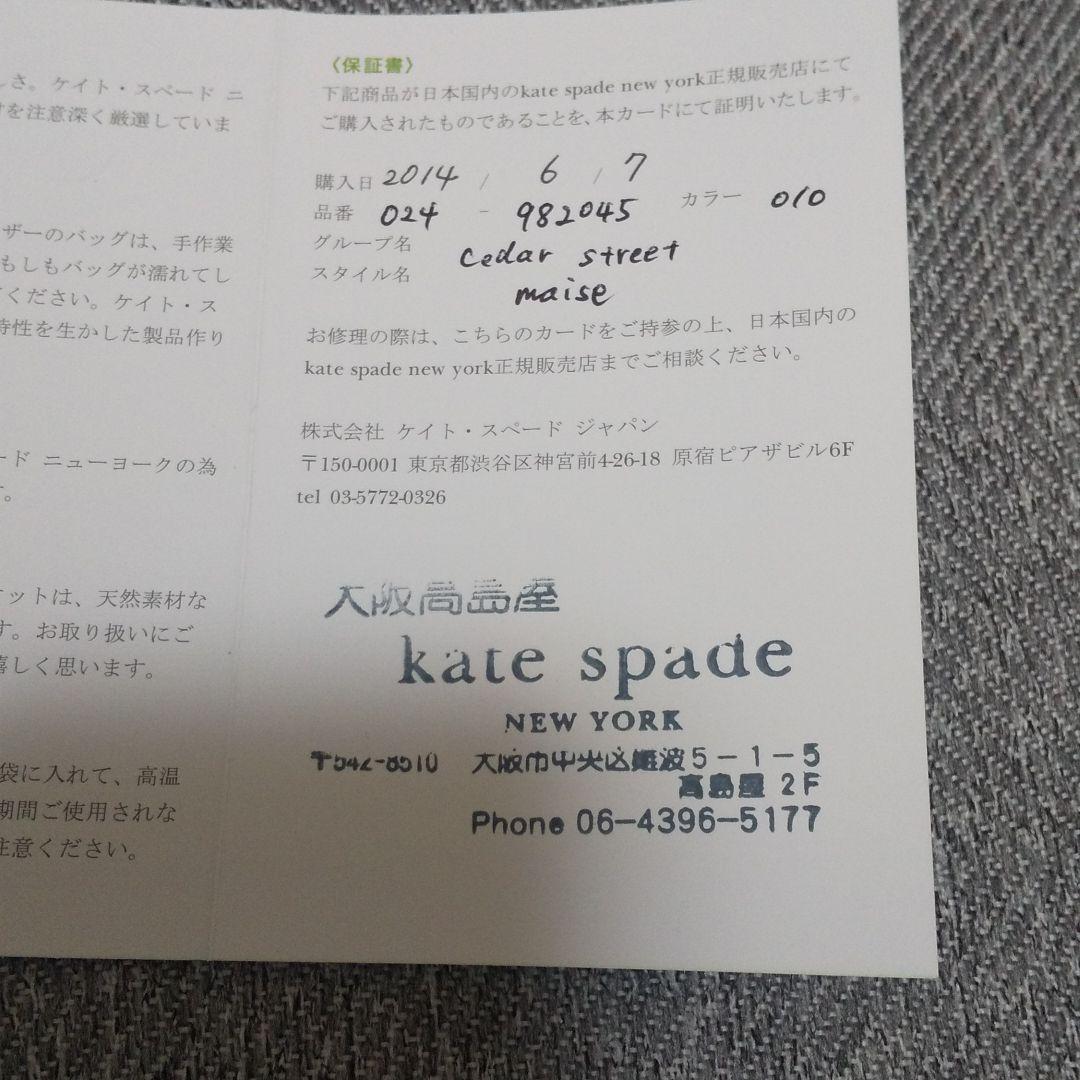 しさ。ケイト・スペード ニ
けを注意深く厳選していま
ザーのバッグは、手作業
もしもバッグが濡れてし
ください。ケイト・ス
特性を生かした製品作り
ード ニューヨークの為
す。
ケットは、天然素材な
す。お取り扱いにご
嬉しく思います。
袋に入れて、高温
期間ご使用されな
注意ください。
〈保証書〉
下記商品が日本国内のkate spade new york正規販売店にて
ご購入されたものであることを、本カードにて証明いたします。
購入日 2014 / 6 / 7
品番 024 - 982045 カラー 010
グループ名 cedar street
スタイル名 maise
お修理の際は、こちらのカードをご持参の上、日本国内の
kate spade new york正規販売店までご相談ください。
株式会社 ケイト・スペード ジャパン
〒150-0001 東京都渋谷区神宮前4-26-18 原宿ピアザビル6F
tel 03-5772-0326
大阪高島屋
kate spade
NEW YORK
〒542-8510 大阪市中央区難波5-1-5
高島屋 2F
Phone 06-4396-5177